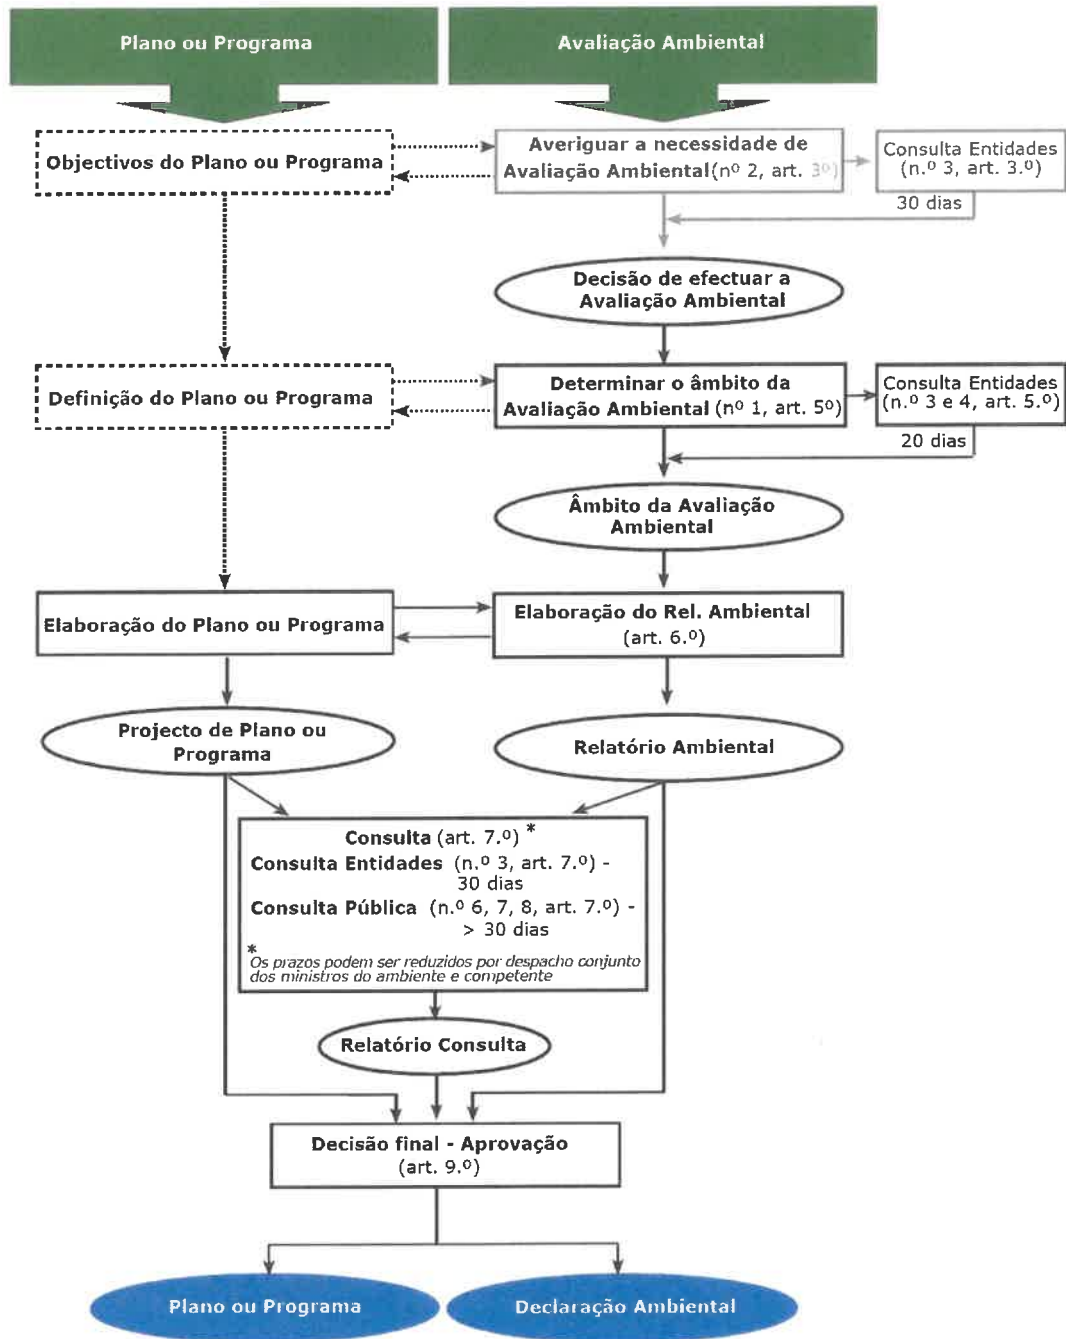 Plano ou Programa
Avaliação Ambiental
Objectivos do Plano ou Programa
Averiguar a necessidade de
Avaliação Ambiental(nº 2, art. 3º)
Consulta Entidades
(n.º 3, art. 3.º)
30 dias
Decisão de efectuar a
Avaliação Ambiental
Definição do Plano ou Programa
Determinar o âmbito da
Avaliação Ambiental (nº 1, art. 5º)
Consulta Entidades
(n.º 3 e 4, art. 5.º)
20 dias
Âmbito da Avaliação
Ambiental
Elaboração do Plano ou Programa
Elaboração do Rel. Ambiental
(art. 6.º)
Projecto de Plano ou
Programa
Relatório Ambiental
Consulta (art. 7.º) *
Consulta Entidades (n.º 3, art. 7.º) -
30 dias
Consulta Pública (n.º 6, 7, 8, art. 7.º) -
> 30 dias
*
Os prazos podem ser reduzidos por despacho conjunto
dos ministros do ambiente e competente
Relatório Consulta
Decisão final - Aprovação
(art. 9.º)
Plano ou Programa
Declaração Ambiental